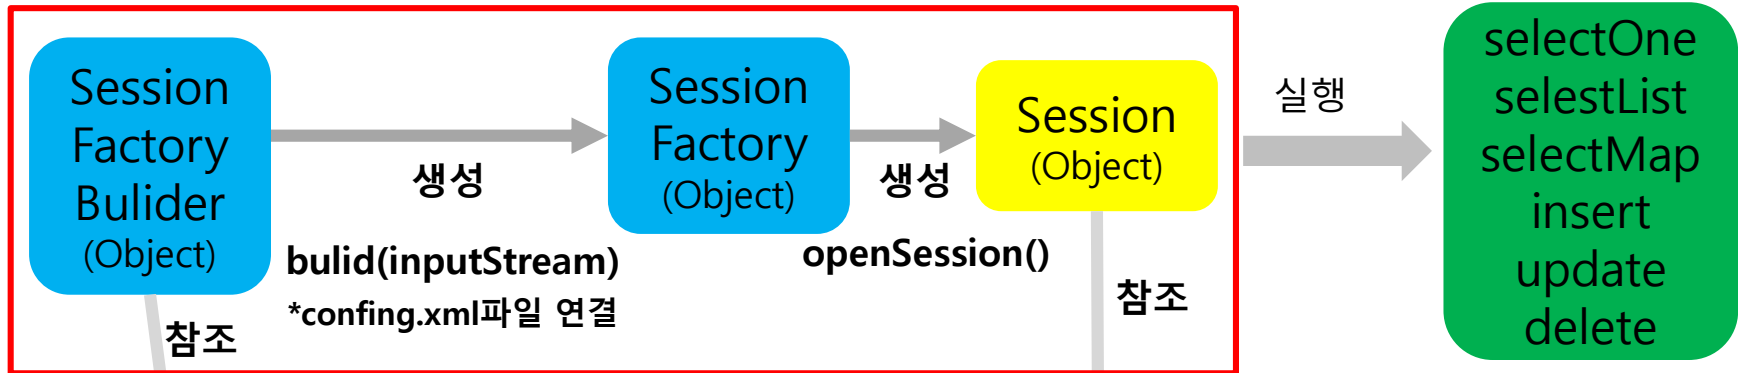 Session
Factory
Bulider
(Object)
생성
bulid(inputStream)
*confing.xml파일 연결
참조
Session
Factory
(Object)
생성
openSession()
Session
(Object)
참조
실행
selectOne
selestList
selectMap
insert
update
delete